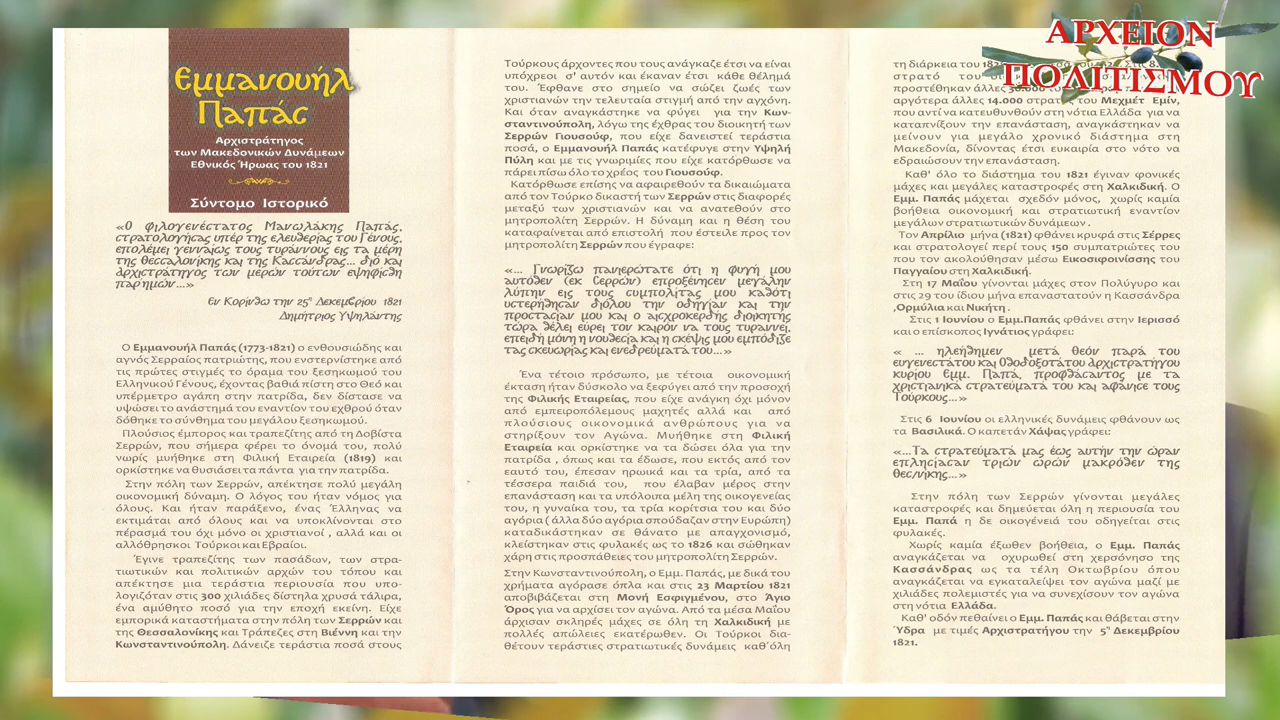 ΑΡΧΕΙΟΝ
ΠΟΛΙΤΙΣΜΟΥ
Εμμανουήλ
Παπάς
Αρχιστράτηγος
των Μακεδονικών Δυνάμεων
Εθνικός Ήρωας του 1821
Σύντομο Ιστορικό
«Ο φιλογενέστατος Μανωλάκης Παπάς,
στρατολογήσας υπέρ της ελευθερίας του Γένους,
επολέμει γενναίως τους τυράννους εις τα μέρη
της Θεσσαλονίκης και της Κασσάνδρας... διό και
αρχιστράτηγος των μερών τούτων εψηφίσθη
παρ ημών...»
Εν Κορίνθω την 25η Δεκεμβρίου 1821
Δημήτριος Υψηλάντης
Ο Εμμανουήλ Παπάς (1773-1821) ο ενθουσιώδης και
αγνός Σερραίος πατριώτης, που ενστερνίστηκε από
τις πρώτες στιγμές το όραμα του ξεσηκωμού του
Ελληνικού Γένους, έχοντας βαθιά πίστη στο Θεό και
υπέρμετρο αγάπη στην πατρίδα, δεν δίστασε να
υψώσει το ανάστημά του εναντίον του εχθρού όταν
δόθηκε το σύνθημα του μεγάλου ξεσηκωμού.
Πλούσιος έμπορος και τραπεζίτης από τη Δοβίστα
Σερρών, που σήμερα φέρει το όνομά του, πολύ
νωρίς μυήθηκε στη Φιλική Εταιρεία (1819) και
ορκίστηκε να θυσιάσει τα πάντα για την πατρίδα.
Στην πόλη των Σερρών, απέκτησε πολύ μεγάλη
οικονομική δύναμη. Ο λόγος του ήταν νόμος για
όλους. Και ήταν παράξενο, ένας Έλληνας να
εκτιμάται από όλους και να υποκλίνονται στο
πέρασμά του όχι μόνο οι χριστιανοί , αλλά και οι
αλλόθρησκοι Τούρκοι και Εβραίοι.
Έγινε τραπεζίτης των πασάδων, των στρα-
τιωτικών και πολιτικών αρχών του τόπου και
απέκτησε μια τεράστια περιουσία που υπο-
λογιζόταν στις 300 χιλιάδες δίστηλα χρυσά τάλιρα,
ένα αμύθητο ποσό για την εποχή εκείνη. Είχε
εμπορικά καταστήματα στην πόλη των Σερρών και
της Θεσσαλονίκης και Τράπεζες στη Βιέννη και την
Κωνσταντινούπολη. Δάνειζε τεράστια ποσά στους
Τούρκους άρχοντες που τους ανάγκαζε έτσι να είναι
υπόχρεοι σ' αυτόν και έκαναν έτσι κάθε θέλημά
του. Έφθανε στο σημείο να σώζει ζωές των
χριστιανών την τελευταία στιγμή από την αγχόνη.
Και όταν αναγκάστηκε να φύγει για την Κων-
σταντινούπολη, λόγω της έχθρας του διοικητή των
Σερρών Γιουσούφ, που είχε δανειστεί τεράστια
ποσά, ο Εμμανουήλ Παπάς κατέφυγε στην Υψηλή
Πύλη και με τις γνωριμίες που είχε κατόρθωσε να
πάρει πίσω όλο το χρέος του Γιουσούφ.
Κατόρθωσε επίσης να αφαιρεθούν τα δικαιώματα
από τον Τούρκο δικαστή των Σερρών στις διαφορές
μεταξύ των χριστιανών και να ανατεθούν στο
μητροπολίτη Σερρών. Η δύναμη και η θέση του
καταφαίνεται από επιστολή που έστειλε προς τον
μητροπολίτη Σερρών που έγραφε:
«... Γνωρίζω πανιερώτατε ότι η φυγή μου
αυτόθεν (εκ Σερρών) επροξένησεν μεγάλην
λύπην εις τους συμπολίτας μου καθότι
υστερήθησαν διόλου την οδηγίαν και την
προστασίαν μου και ο αισχροκερδής διοικητής
τώρα θέλει εύρει τον καιρόν να τους τυραννεί,
επειδή μόνη η νουθεσία και η σκέψις μου εμπόδιζε
τας σκευωρίας και ενεδρεύματά του...»
Ένα τέτοιο πρόσωπο, με τέτοια οικονομική
έκταση ήταν δύσκολο να ξεφύγει από την προσοχή
της Φιλικής Εταιρείας, που είχε ανάγκη όχι μόνον
από εμπειροπόλεμους μαχητές αλλά και από
πλούσιους οικονομικά ανθρώπους για να
στηρίξουν τον Αγώνα. Μυήθηκε στη Φιλική
Εταιρεία και ορκίστηκε να τα δώσει όλα για την
πατρίδα , όπως και τα έδωσε, που εκτός από τον
εαυτό του, έπεσαν ηρωικά και τα τρία, από τα
τέσσερα παιδιά του, που έλαβαν μέρος στην
επανάσταση και τα υπόλοιπα μέλη της οικογενείας
του, η γυναίκα του, τα τρία κορίτσια του και δύο
αγόρια ( άλλα δύο αγόρια σπούδαζαν στην Ευρώπη)
καταδικάστηκαν σε θάνατο με απαγχονισμό,
κλείστηκαν στις φυλακές ως το 1826 και σώθηκαν
χάρη στις προσπάθειες του μητροπολίτη Σερρών.
Στην Κωνσταντινούπολη, ο Εμμ. Παπάς, με δικά του
χρήματα αγόρασε όπλα και στις 23 Μαρτίου 1821
αποβιβάζεται στη Μονή Εσφιγμένου, στο Άγιο
Όρος για να αρχίσει τον αγώνα. Από τα μέσα Μαΐου
άρχισαν σκληρές μάχες σε όλη τη Χαλκιδική με
πολλές απώλειες εκατέρωθεν. Οι Τούρκοι δια-
θέτουν τεράστιες στρατιωτικές δυνάμεις καθ΄όλη
τη διάρκεια του
στρατό του
προστέθηκαν άλλες
αργότερα άλλες 14.000 στρατό του Μεχμέτ Εμίν,
που αντί να κατευθυνθούν στη νότια Ελλάδα για να
καταπνίξουν την επανάσταση, αναγκάστηκαν να
μείνουν για μεγάλο χρονικό διάστημα στη
Μακεδονία, δίνοντας έτσι ευκαιρία στο νότο να
εδραιώσουν την επανάσταση.
Καθ' όλο το διάστημα του 1821 έγιναν φονικές
μάχες και μεγάλες καταστροφές στη Χαλκιδική. Ο
Εμμ. Παπάς μάχεται σχεδόν μόνος, χωρίς καμία
βοήθεια οικονομική και στρατιωτική εναντίον
μεγάλων στρατιωτικών δυνάμεων .
Τον Απρίλιο μήνα (1821) φθάνει κρυφά στις Σέρρες
και στρατολογεί περί τους 150 συμπατριώτες του
που τον ακολούθησαν μέσω Εικοσιφοινίσσης του
Παγγαίου στη Χαλκιδική.
Στη 17 Μαΐου γίνονται μάχες στον Πολύγυρο και
στις 29 του ίδιου μήνα επαναστατούν η Κασσάνδρα
,Ορμύλια και Νικήτη .
Στις 1 Ιουνίου ο Εμμ.Παπάς φθάνει στην Ιερισσό
και ο επίσκοπος Ιγνάτιος γράφει:
« ... ηλεήθημεν μετά θεόν παρά του
ευγενεστάτου και Οθοδοξοτάτου αρχιστρατήγου
κυρίου Εμμ. Παπά, προφθάσαντος με τα
χριστιανικά στρατεύματά του και αφάνισε τους
Τούρκους...»
Στις 6 Ιουνίου οι ελληνικές δυνάμεις φθάνουν ως
τα Βασιλικά. Ο καπετάν Χάψας γράφει:
«...Τα στρατεύματά μας έως αυτήν την ώραν
επλησίασαν τριών ωρών μακρόθεν της
Θεσ/νίκης...»
Στην πόλη των Σερρών γίνονται μεγάλες
καταστροφές και δημεύεται όλη η περιουσία του
Εμμ. Παπά η δε οικογένειά του οδηγείται στις
φυλακές.
Χωρίς καμία έξωθεν βοήθεια, ο Εμμ. Παπάς
αναγκάζεται να οχυρωθεί στη χερσόνησο της
Κασσάνδρας ως τα τέλη Οκτωβρίου όπου
αναγκάζεται να εγκαταλείψει τον αγώνα μαζί με
χιλιάδες πολεμιστές για να συνεχίσουν τον αγώνα
στη νότια Ελλάδα.
Καθ' οδόν πεθαίνει ο Εμμ. Παπάς και θάβεται στην
Ύδρα με τιμές Αρχιστρατήγου την 5η Δεκεμβρίου
1821.